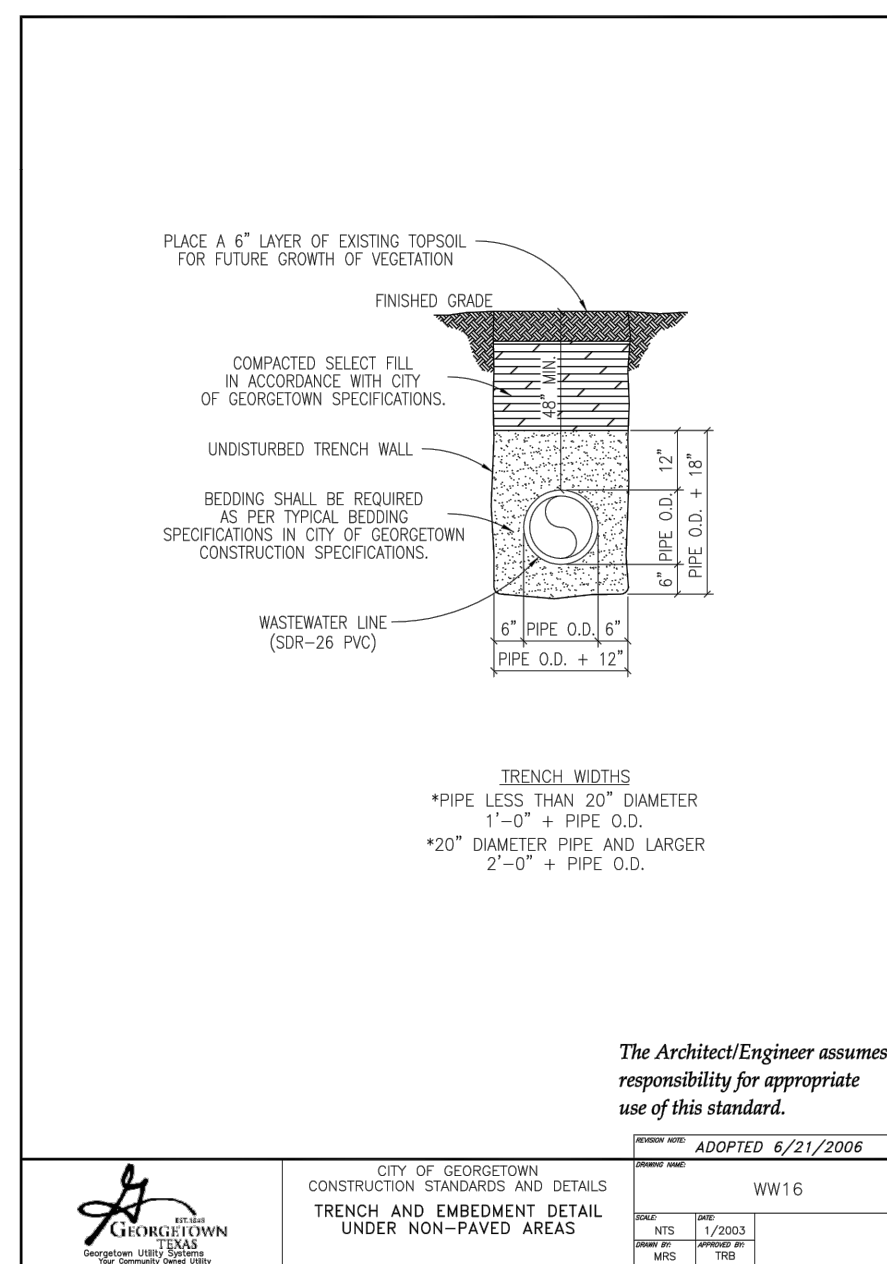 PLACE A 6” LAYER OF EXISTING TOPSOIL
FOR FUTURE GROWTH OF VEGETATION
FINISHED GRADE
COMPACTED SELECT FILL
IN ACCORDANCE WITH CITY
OF GEORGETOWN SPECIFICATIONS.
48” MIN.
UNDISTURBED TRENCH WALL
12”
PIPE O.D. + 18”
BEDDING SHALL BE REQUIRED
AS PER TYPICAL BEDDING
SPECIFICATIONS IN CITY OF GEORGETOWN
CONSTRUCTION SPECIFICATIONS.
PIPE O.D.
6”
WASTEWATER LINE
(SDR-26 PVC)
6” PIPE O.D. 6”
PIPE O.D. + 12”
TRENCH WIDTHS
*PIPE LESS THAN 20” DIAMETER
1’-0” + PIPE O.D.
*20” DIAMETER PIPE AND LARGER
2’-0” + PIPE O.D.
The Architect/Engineer assumes
responsibility for appropriate
use of this standard.
REVISION NOTE: ADOPTED 6/21/2006
EST.1848
GEORGETOWN
TEXAS
Georgetown Utility Systems
Your Community Owned Utility
CITY OF GEORGETOWN
CONSTRUCTION STANDARDS AND DETAILS
TRENCH AND EMBEDMENT DETAIL
UNDER NON-PAVED AREAS
DRAWING NAME:
WW16
SCALE: DATE:
NTS 1/2003
DRAWN BY: APPROVED BY:
MRS TRB